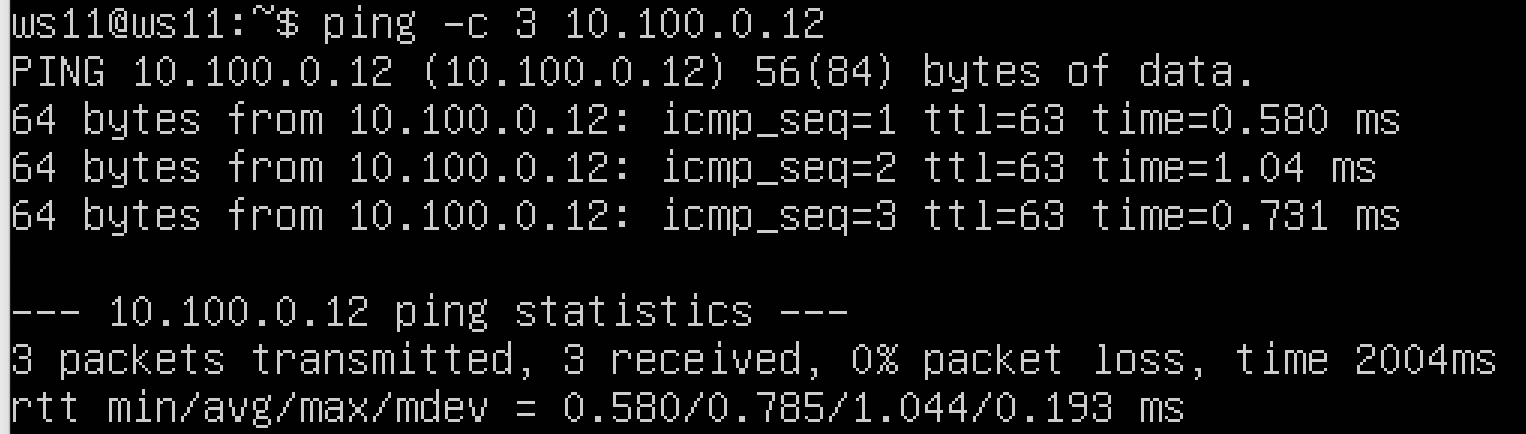 ws11@ws11:~$ ping -c 3 10.100.0.12
PING 10.100.0.12 (10.100.0.12) 56(84) bytes of data.
64 bytes from 10.100.0.12: icmp_seq=1 ttl=63 time=0.580 ms
64 bytes from 10.100.0.12: icmp_seq=2 ttl=63 time=1.04 ms
64 bytes from 10.100.0.12: icmp_seq=3 ttl=63 time=0.731 ms

--- 10.100.0.12 ping statistics ---
3 packets transmitted, 3 received, 0% packet loss, time 2004ms
rtt min/avg/max/mdev = 0.580/0.785/1.044/0.193 ms